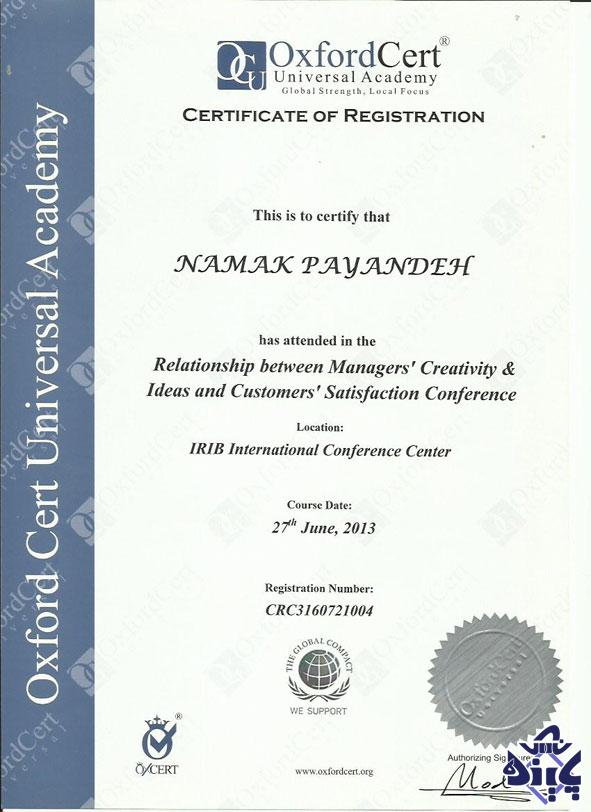 OCU OxfordCert®
Universal Academy
Global Strength, Local Focus
CERTIFICATE OF REGISTRATION
Oxford Cert Universal Academy
This is to certify that
NAMAK PAYANDEH
has attended in the
Relationship between Managers' Creativity &
Ideas and Customers' Satisfaction Conference
Location:
IRIB International Conference Center
Course Date:
27th June, 2013
Registration Number:
CRC3160721004
THE GLOBAL COMPACT
WE SUPPORT
®
OXCERT
www.oxfordcert.org
Oxford
Authorizing Signature